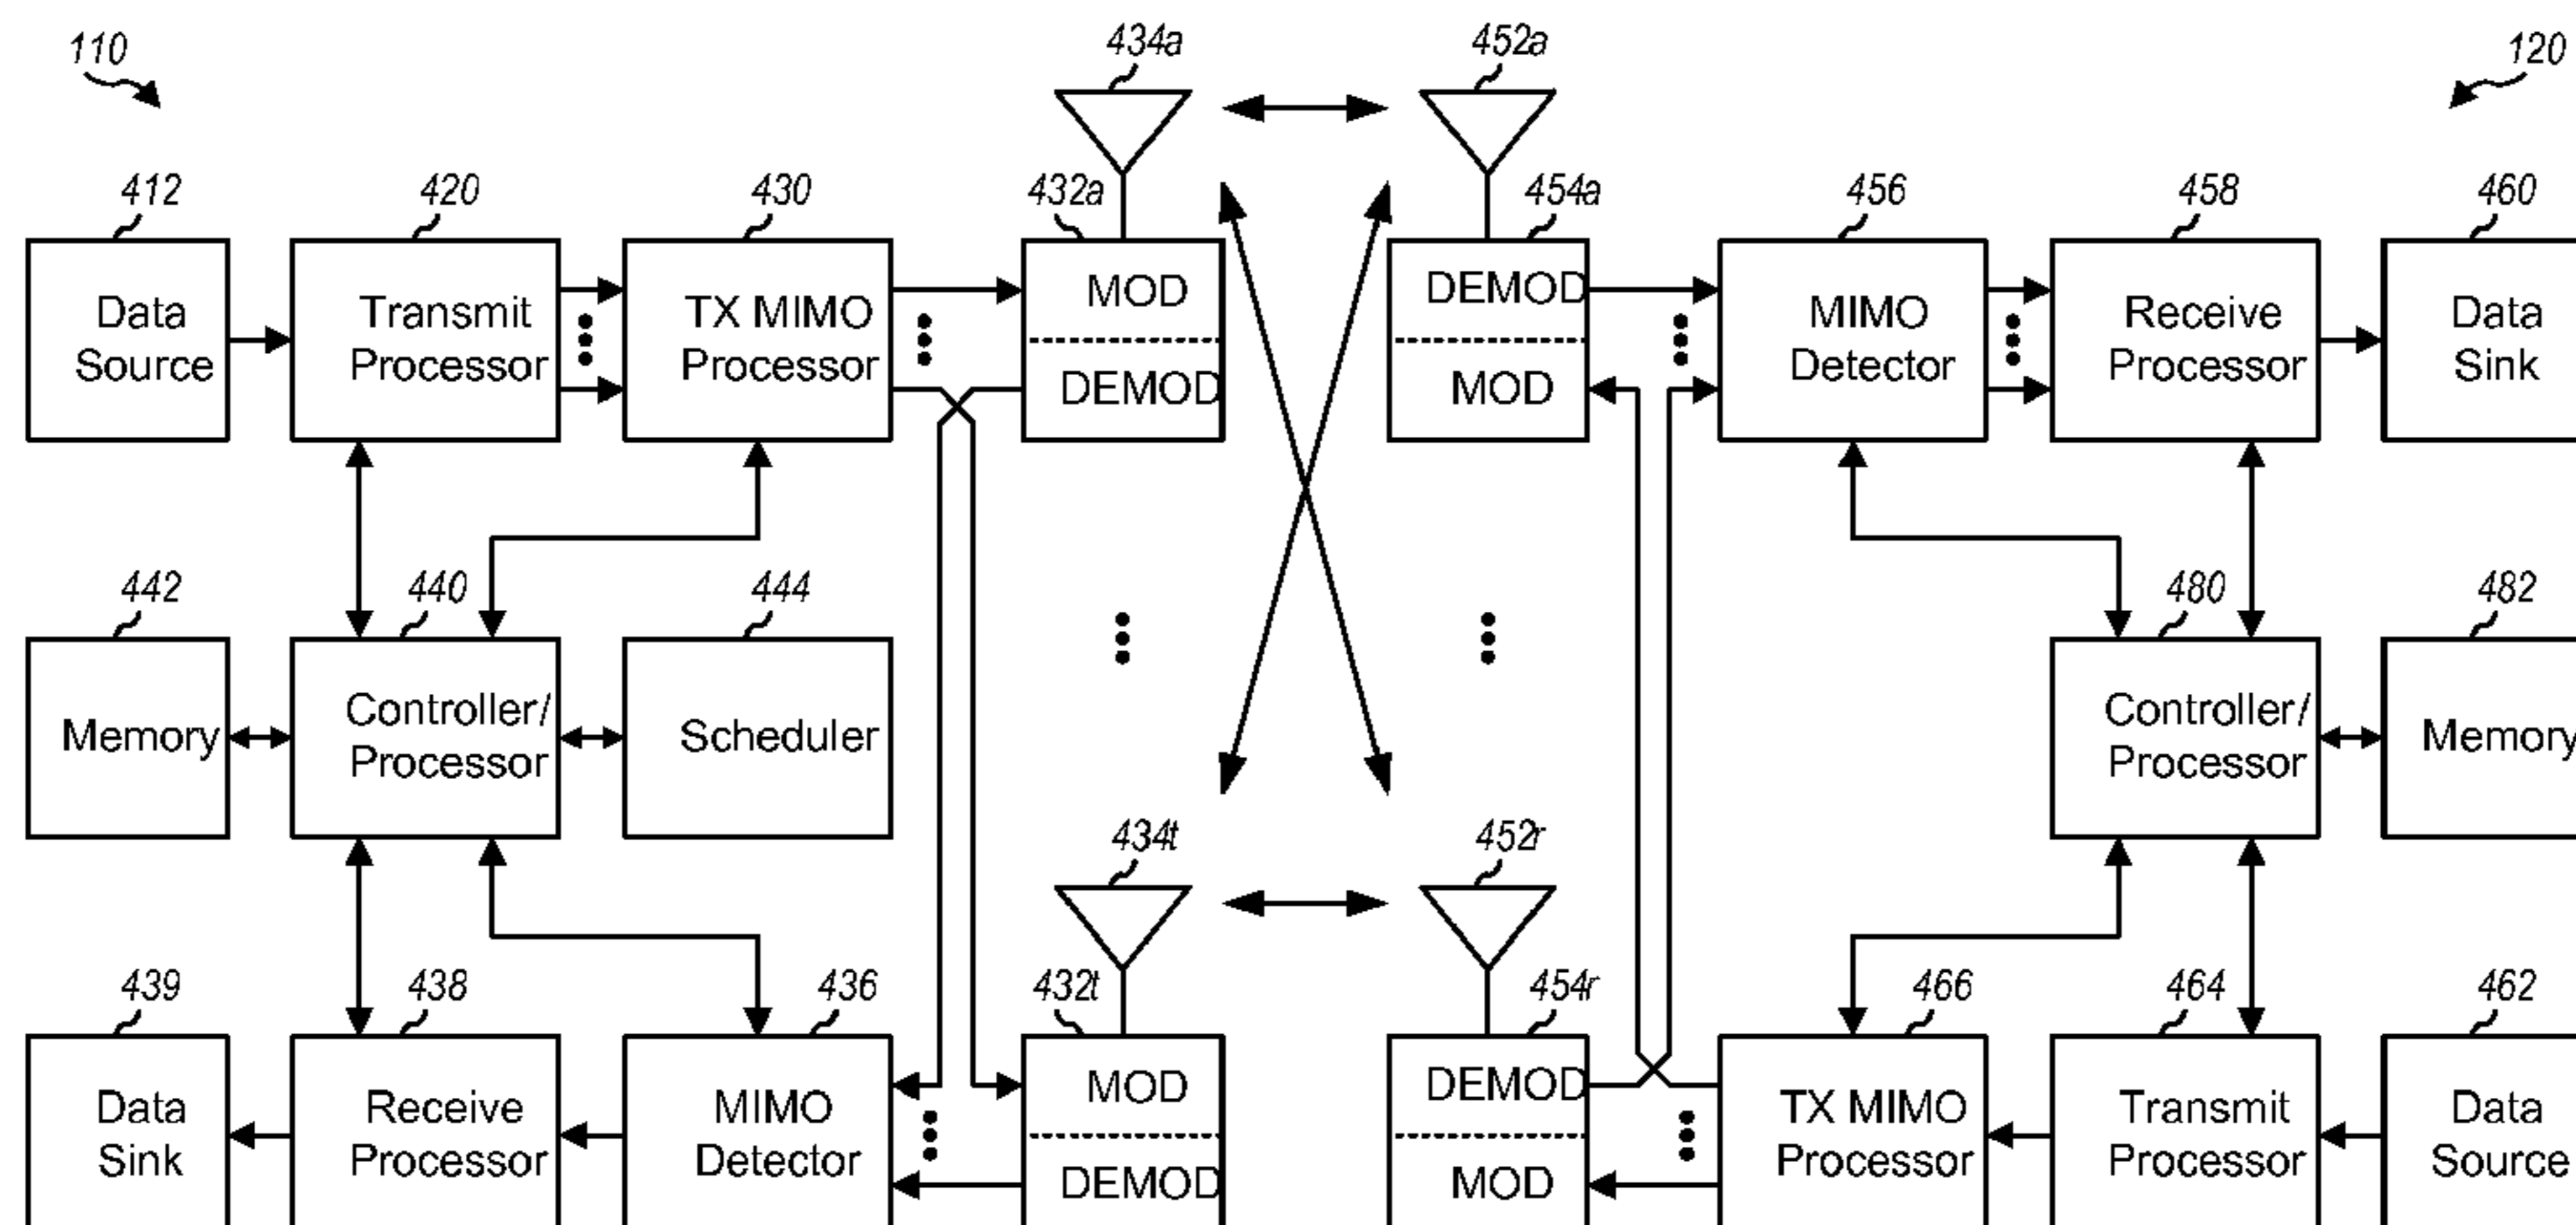 110
434a
452a
120
412
420
430
432a
454a
456
458
460
Data
Source
Transmit
Processor
TX MIMO
Processor
MOD
DEMOD
DEMOD
MOD
MIMO
Detector
Receive
Processor
Data
Sink
442
440
444
480
482
Memory
Controller/
Processor
Scheduler
Controller/
Processor
Memory
434t
452r
439
438
436
432t
454r
466
464
462
Data
Sink
Receive
Processor
MIMO
Detector
MOD
DEMOD
DEMOD
MOD
TX MIMO
Processor
Transmit
Processor
Data
Source